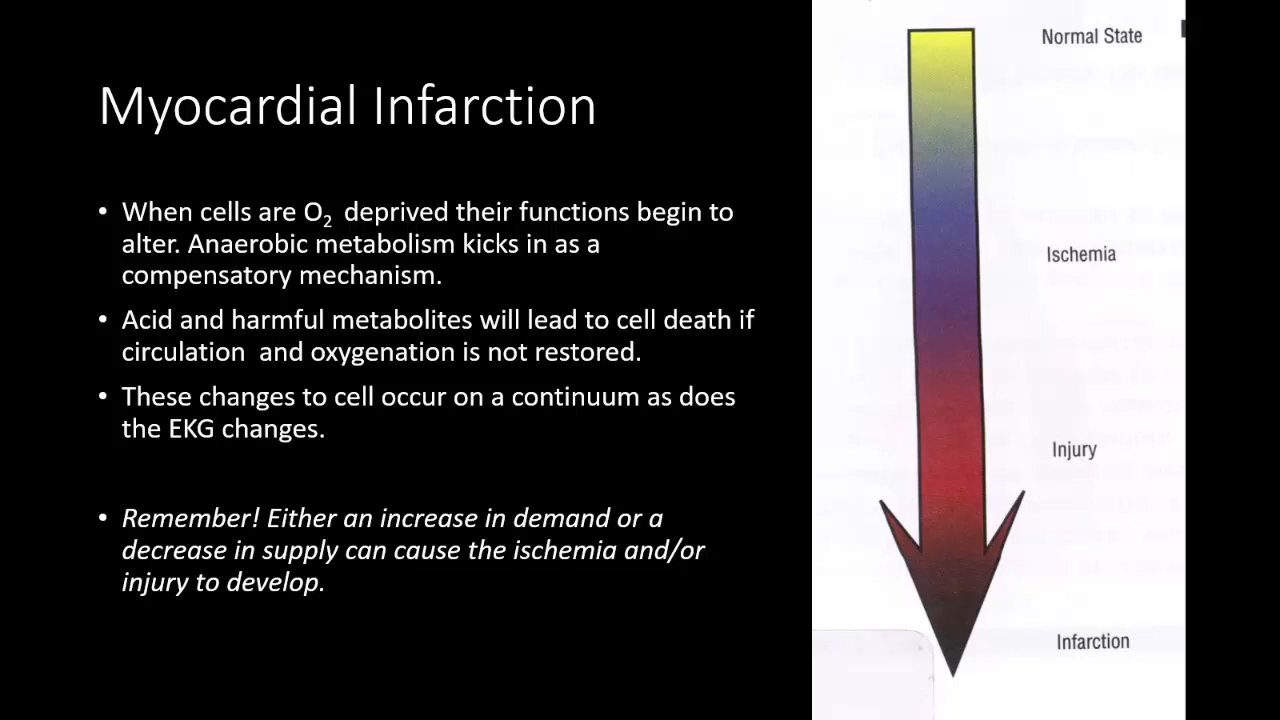 Myocardial Infarction
• When cells are O₂ deprived their functions begin to
alter. Anaerobic metabolism kicks in as a
compensatory mechanism.
• Acid and harmful metabolites will lead to cell death if
circulation and oxygenation is not restored.
• These changes to cell occur on a continuum as does
the EKG changes.
• Remember! Either an increase in demand or a
decrease in supply can cause the ischemia and/or
injury to develop.
Normal State
Ischemia
Injury
Infarction